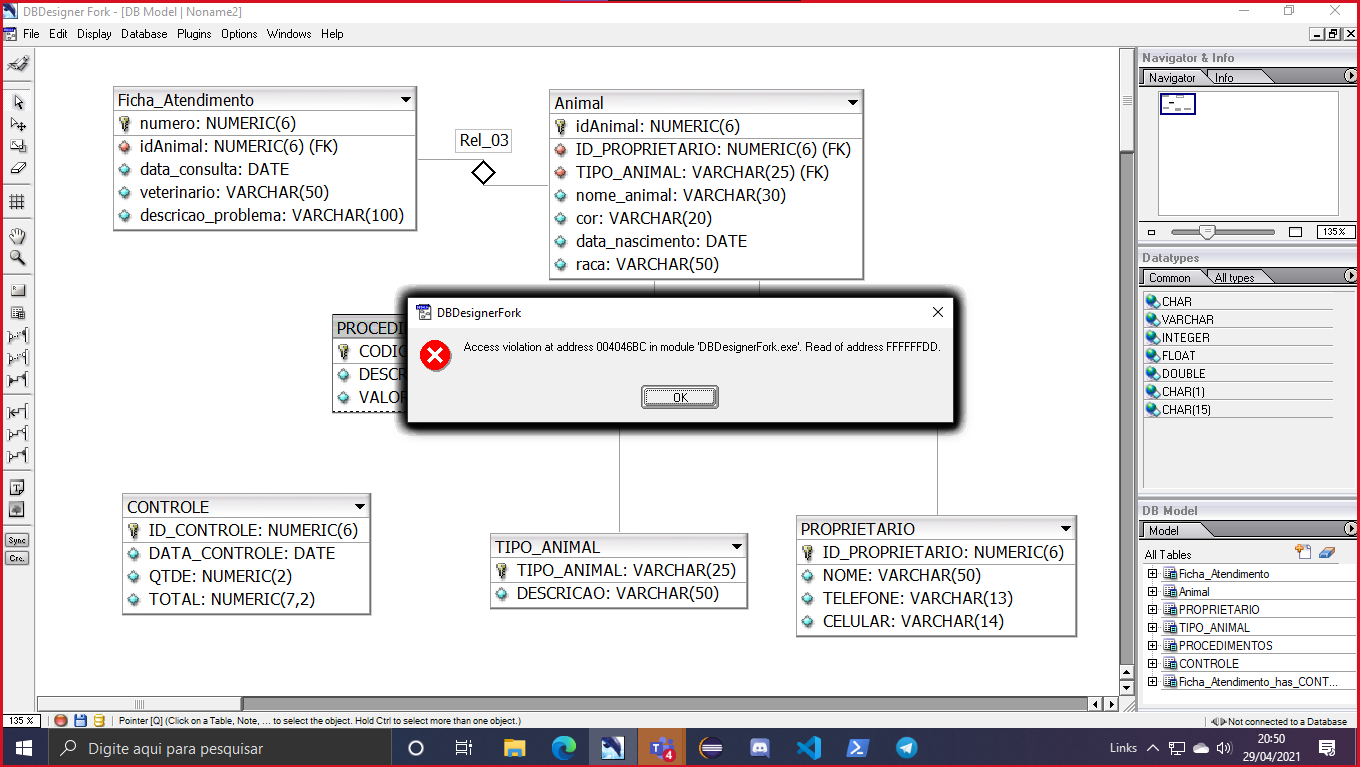 DBDesigner Fork - [DB Model | Noname2]
File Edit Display Database Plugins Options Windows Help
Ficha_Atendimento
numero: NUMERIC(6)
idAnimal: NUMERIC(6) (FK)
data_consulta: DATE
veterinario: VARCHAR(50)
descricao_problema: VARCHAR(100)
Rel_03
Animal
idAnimal: NUMERIC(6)
ID_PROPRIETARIO: NUMERIC(6) (FK)
TIPO_ANIMAL: VARCHAR(25) (FK)
nome_animal: VARCHAR(30)
cor: VARCHAR(20)
data_nascimento: DATE
raca: VARCHAR(50)
PROCEDI
CODIG
DESCR
VALOR
DBDesignerFork
Access violation at address 004046BC in module 'DBDesignerFork.exe'. Read of address FFFFFFDD.
OK
CONTROLE
ID_CONTROLE: NUMERIC(6)
DATA_CONTROLE: DATE
QTDE: NUMERIC(2)
TOTAL: NUMERIC(7,2)
TIPO_ANIMAL
TIPO_ANIMAL: VARCHAR(25)
DESCRICAO: VARCHAR(50)
PROPRIETARIO
ID_PROPRIETARIO: NUMERIC(6)
NOME: VARCHAR(50)
TELEFONE: VARCHAR(13)
CELULAR: VARCHAR(14)
Sync
Cre.
Navigator & Info
Navigator Info
135%
Datatypes
Common All types
CHAR
VARCHAR
INTEGER
FLOAT
DOUBLE
CHAR(1)
CHAR(15)
DB Model
Model
All Tables
Ficha_Atendimento
Animal
PROPRIETARIO
TIPO_ANIMAL
PROCEDIMENTOS
CONTROLE
Ficha_Atendimento_has_CONT...
135 % Pointer [Q] (Click on a Table, Note, ... to select the object. Hold Ctrl to select more than one object.) Not connected to a Database
Digite aqui para pesquisar
4
Links
20:50
29/04/2021